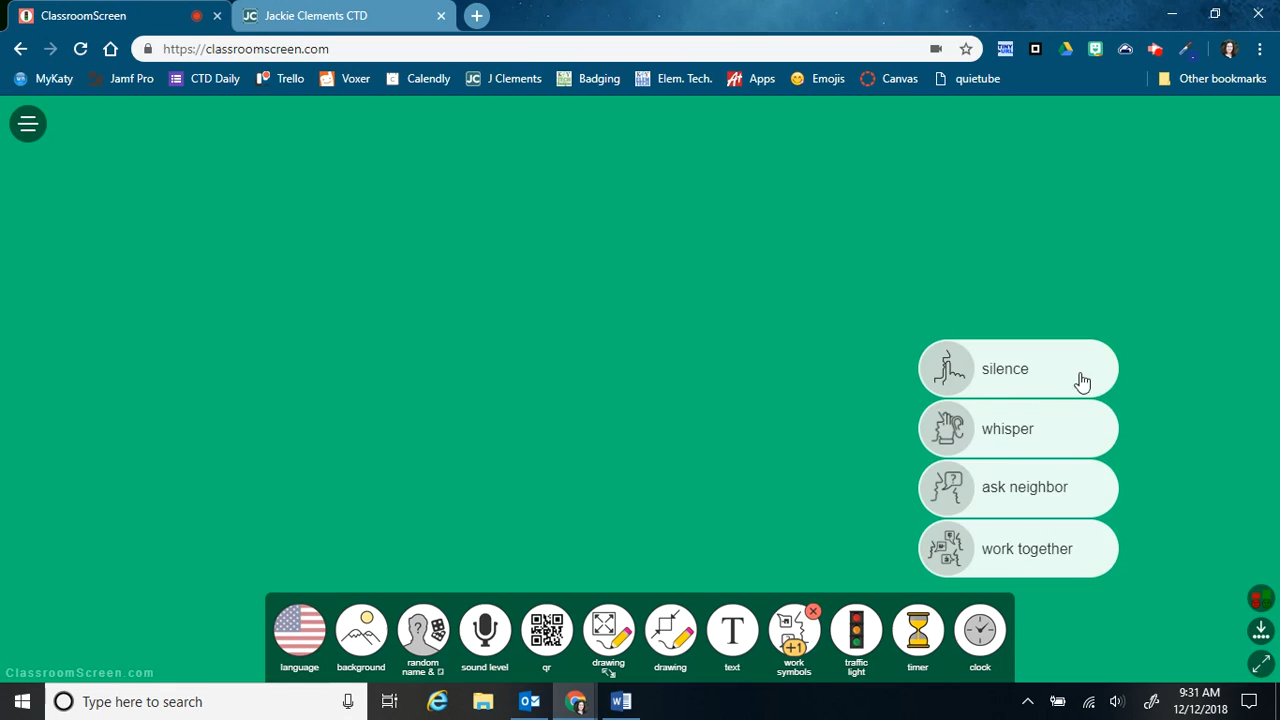 ClassroomScreen
Jackie Clements CTD
https://classroomscreen.com
MyKaty Jamf Pro CTD Daily Trello Voxer Calendly JC J Clements Badging Elem. Tech. Apps Emojis Canvas quietube Other bookmarks
silence
whisper
ask neighbor
work together
language background random name & sound level qr drawing drawing T text +1 work symbols traffic light timer clock
ClassroomScreen.com
Type here to search
9:31 AM
12/12/2018